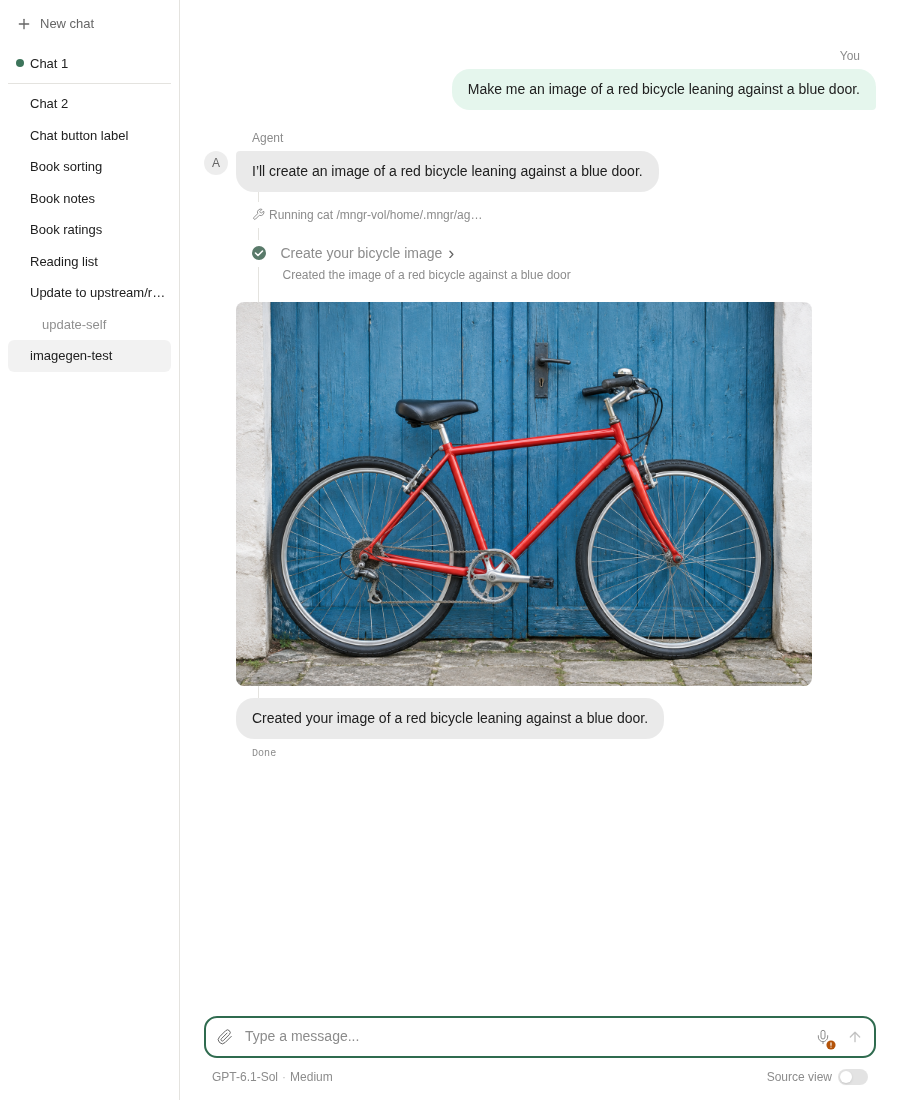 New chat
Chat 1
Chat 2
Chat button label
Book sorting
Book notes
Book ratings
Reading list
Update to upstream/r…
update-self
imagegen-test
You
Make me an image of a red bicycle leaning against a blue door.
Agent
A
I'll create an image of a red bicycle leaning against a blue door.
Running cat /mngr-vol/home/.mngr/ag…
Create your bicycle image
Created the image of a red bicycle against a blue door
Created your image of a red bicycle leaning against a blue door.
Done
Type a message...
GPT-6.1-Sol · Medium
Source view